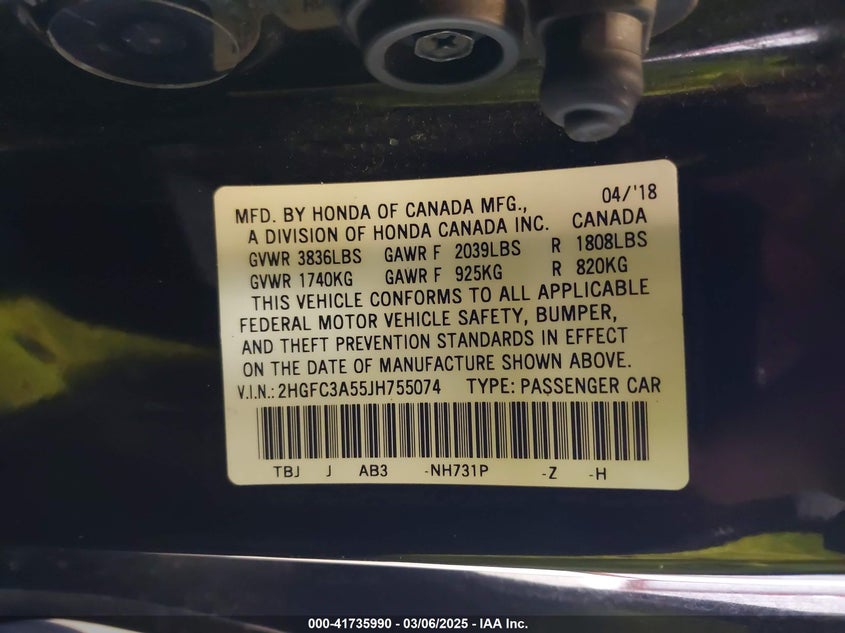 04/'18
MFD. BY HONDA OF CANADA MFG.,
A DIVISION OF HONDA CANADA INC. CANADA
GVWR 3836LBS GAWR F 2039LBS R 1808LBS
GVWR 1740KG GAWR F 925KG R 820KG
THIS VEHICLE CONFORMS TO ALL APPLICABLE
FEDERAL MOTOR VEHICLE SAFETY, BUMPER,
AND THEFT PREVENTION STANDARDS IN EFFECT
ON THE DATE OF MANUFACTURE SHOWN ABOVE.
V.I.N.: 2HGFC3A55JH755074 TYPE: PASSENGER CAR
TBJ J AB3 -NH731P -Z -H
000-41735990 - 03/06/2025 - IAA Inc.